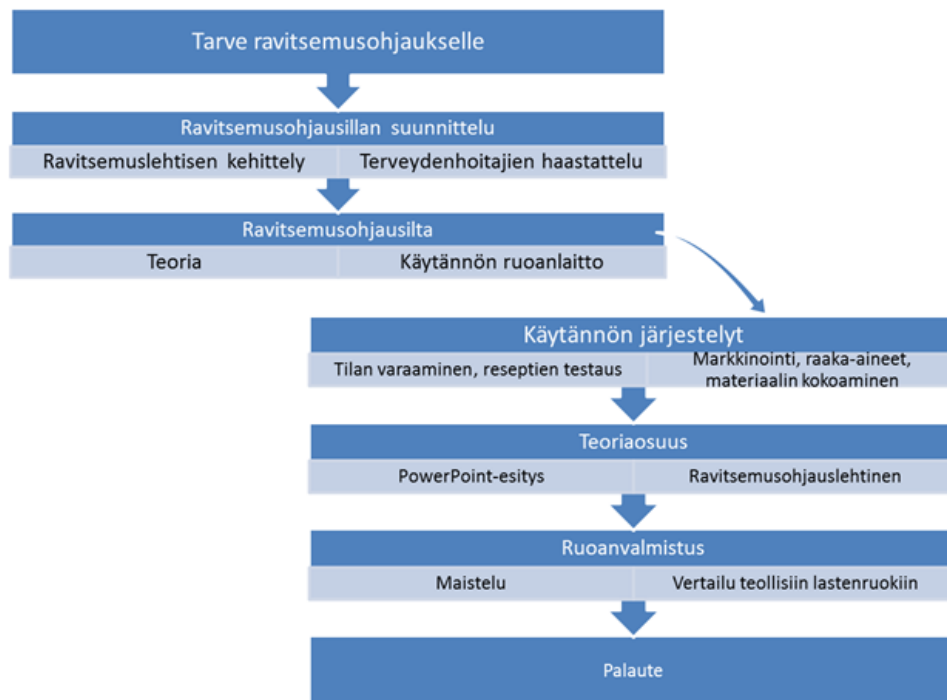 Tarve ravitsemusohjaukselle
Ravitsemusohjausillan suunnittelu
Ravitsemuslehtisen kehittely
Terveydenhoitajien haastattelu
Ravitsemusohjausilta
Teoria
Käytännön ruoanlaitto
Käytännön järjestelyt
Tilan varaaminen, reseptien testaus
Markkinointi, raaka-aineet,
materiaalin kokoaminen
Teoriaosuus
PowerPoint-esitys
Ravitsemusohjauslehtinen
Ruoanvalmistus
Maistelu
Vertailu teollisiin lastenruokiin
Palaute